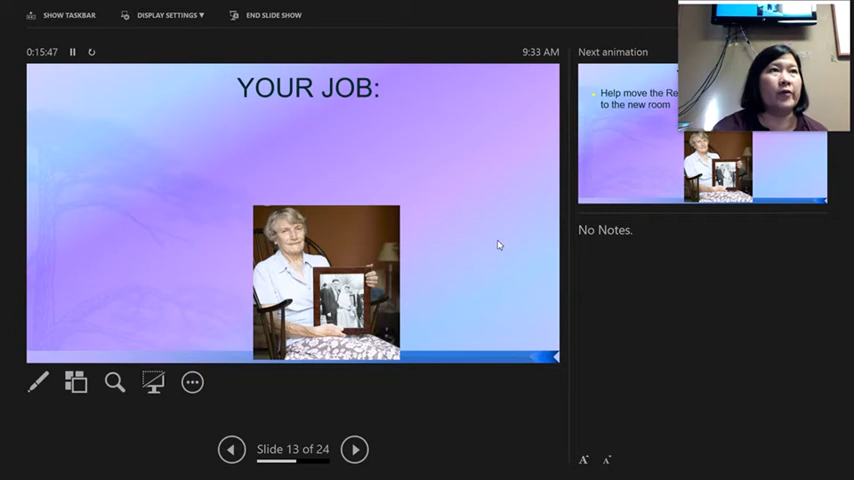 SHOW TASKBAR
DISPLAY SETTINGS ▼
END SLIDE SHOW
0:15:47
9:33 AM
Next animation
YOUR JOB:
Help move the Re
to the new room
No Notes.
Slide 13 of 24
A
A